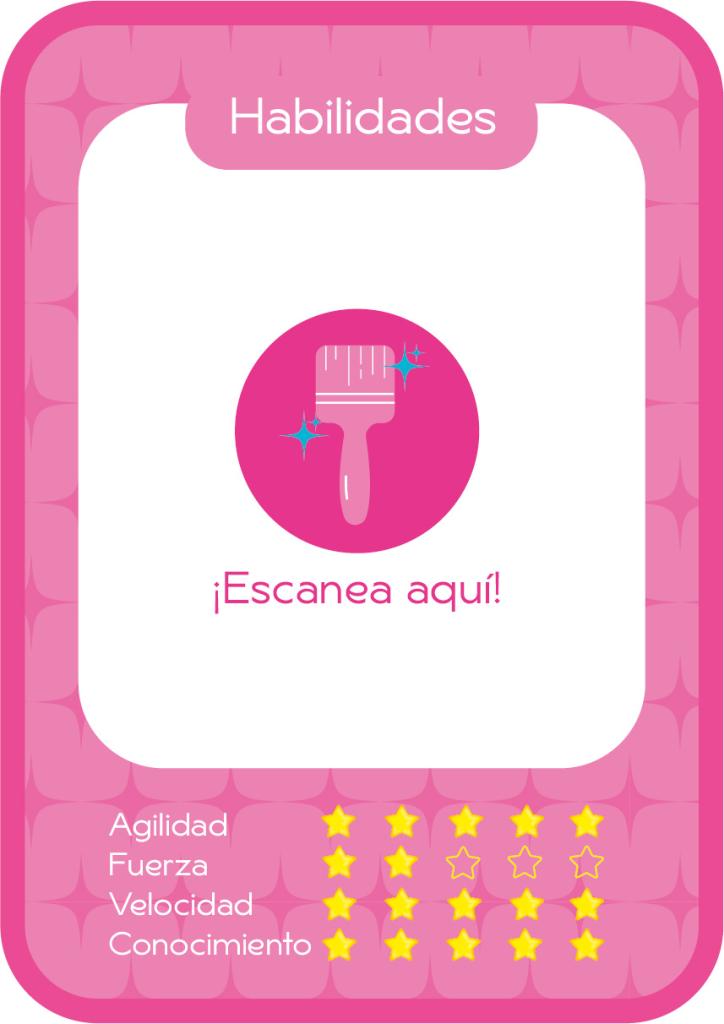 Habilidades
¡Escanea aquí!
Agilidad
Fuerza
Velocidad
Conocimiento